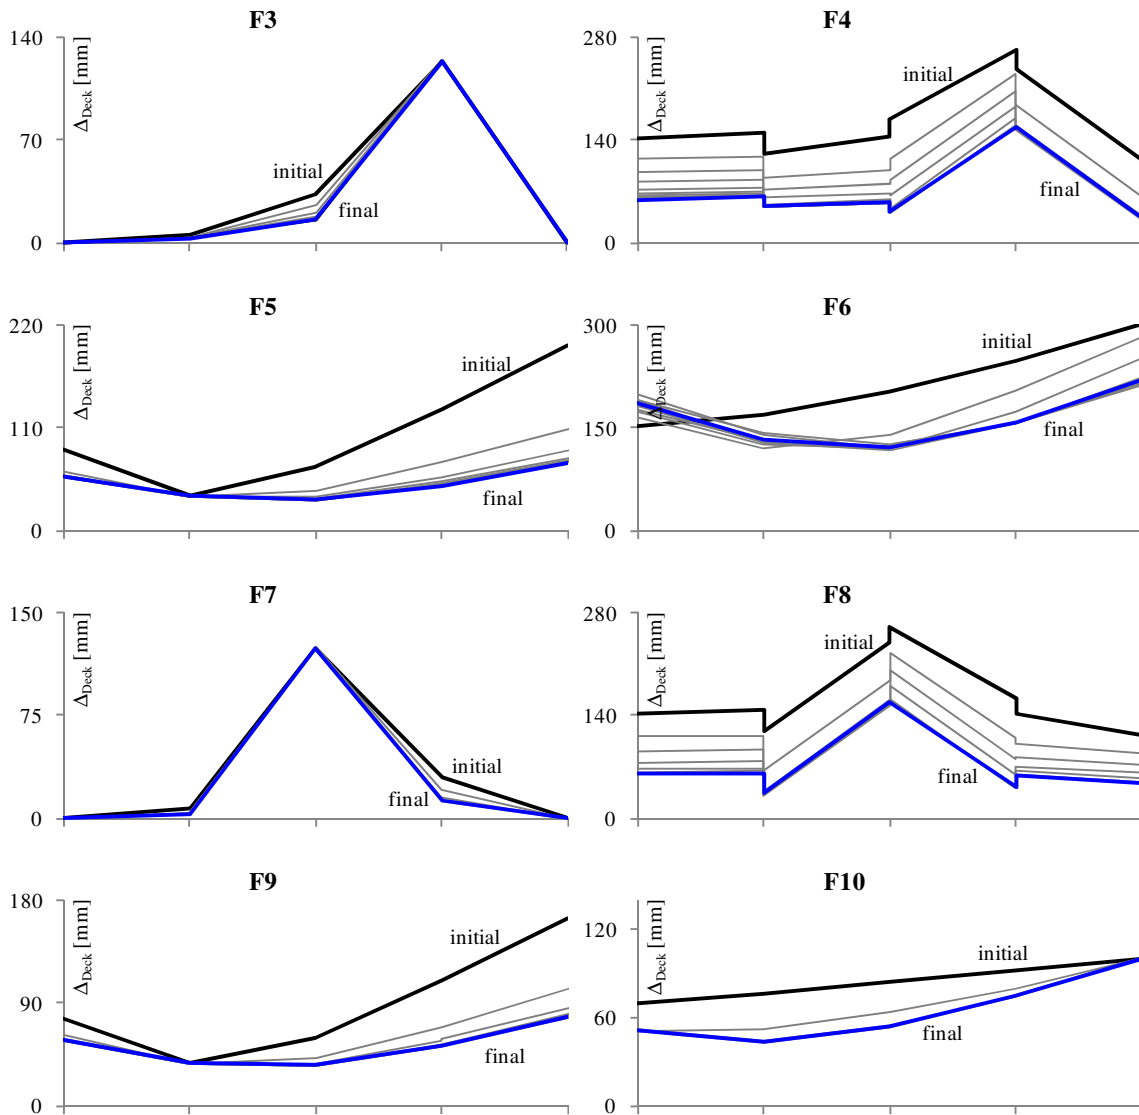 F3
140
70
0
Δ_Deck [mm]
initial
final
F4
280
140
0
Δ_Deck [mm]
initial
final
F5
220
110
0
Δ_Deck [mm]
initial
final
F6
300
150
0
Δ_Deck [mm]
initial
final
F7
150
75
0
Δ_Deck [mm]
initial
final
F8
280
140
0
Δ_Deck [mm]
initial
final
F9
180
90
0
Δ_Deck [mm]
initial
final
F10
120
60
0
Δ_Deck [mm]
initial
final